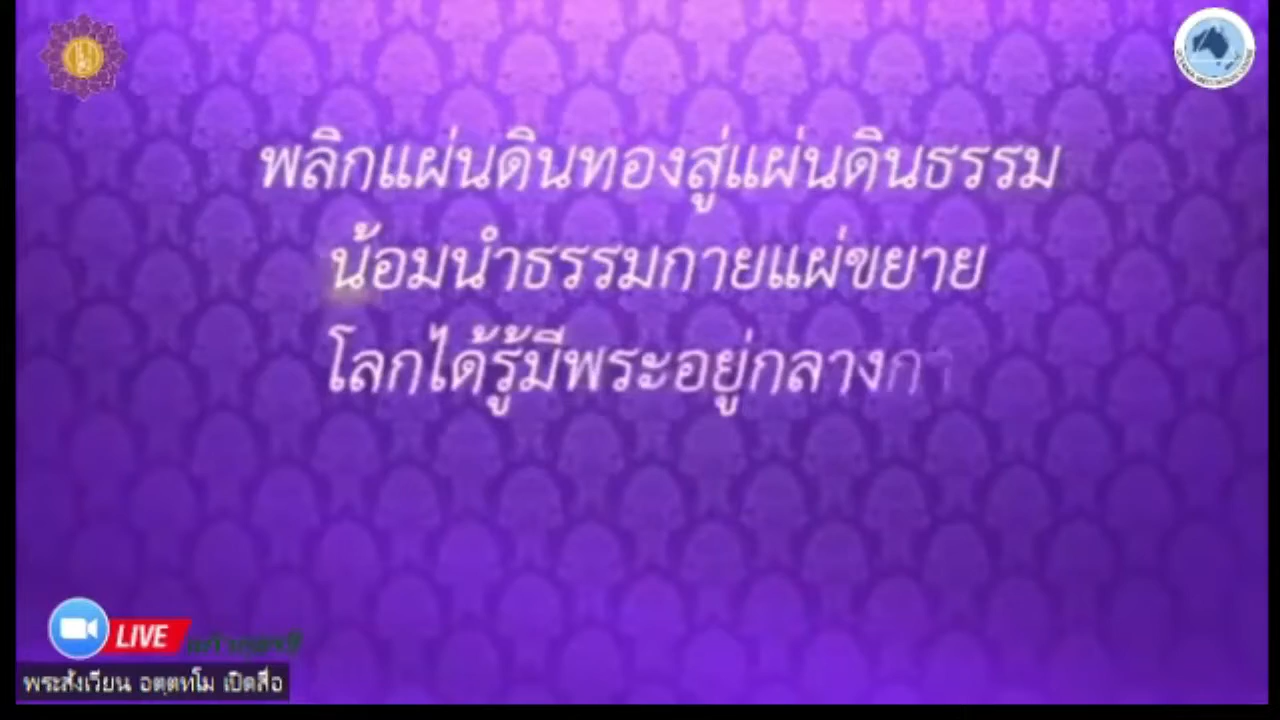 พลิกแผ่นดินทองสู่แผ่นดินธรรม
น้อมนำธรรมกายแผ่ขยาย
โลกได้รู้มีพระอยู่กลางกา
LIVE
พระสังเวียน อตฺตทโม เปิดสื่อ